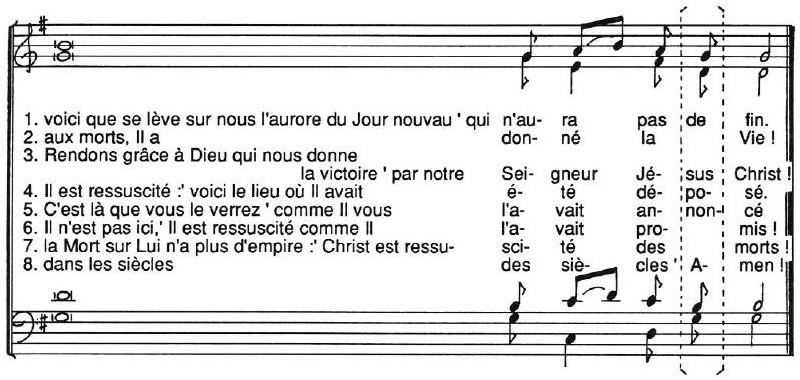 1. voici que se lève sur nous l'aurore du Jour nouvau ' qui n'au- ra pas de fin.
2. aux morts, Il a don- né la Vie !
3. Rendons grâce à Dieu qui nous donne
la victoire ' par notre Sei- gneur Jé- sus Christ !
4. Il est ressuscité :' voici le lieu où Il avait é- té dé- po- sé.
5. C'est là que vous le verrez ' comme Il vous l'a- vait an- non- cé
6. Il n'est pas ici,' Il est ressuscité comme Il l'a- vait pro- mis !
7. la Mort sur Lui n'a plus d'empire :' Christ est ressu- sci- té des morts !
8. dans les siècles des siè- cles ' A- men !